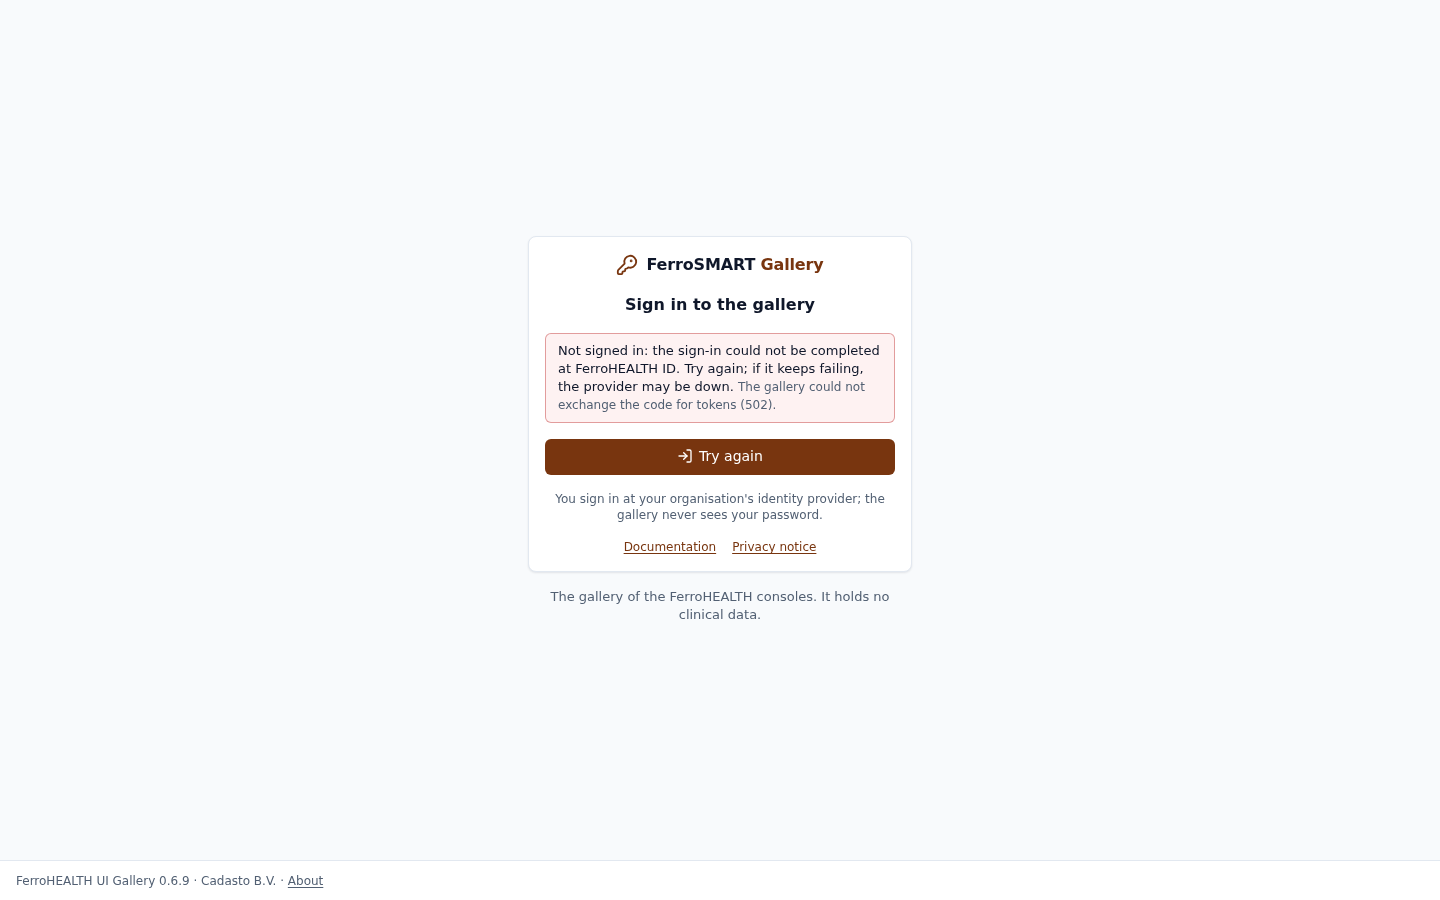 FerroSMART Gallery
Sign in to the gallery
Not signed in: the sign-in could not be completed
at FerroHEALTH ID. Try again; if it keeps failing,
the provider may be down. The gallery could not
exchange the code for tokens (502).
Try again
You sign in at your organisation's identity provider; the
gallery never sees your password.
Documentation Privacy notice
The gallery of the FerroHEALTH consoles. It holds no
clinical data.
FerroHEALTH UI Gallery 0.6.9 · Cadasto B.V. · About